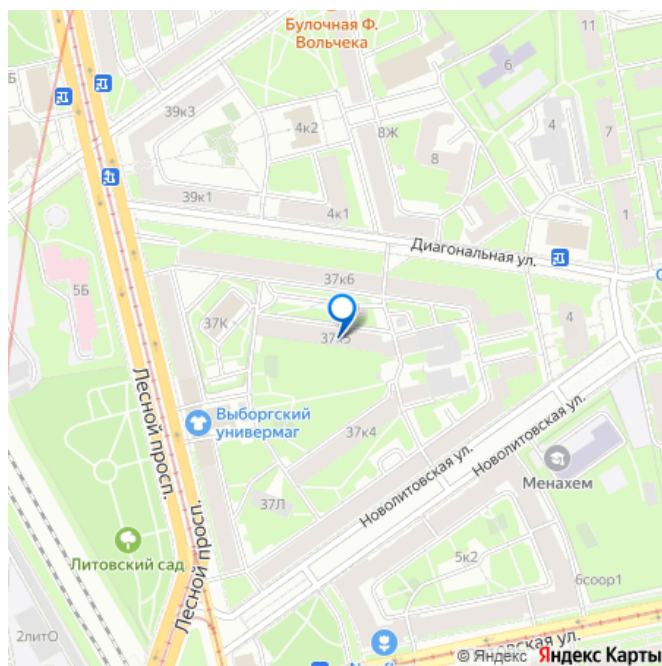 Булочная Ф.
Вольчека
11
6
39к3
4к2
8Ж
4
7
8
39к1
4к1
1
Диагональная ул.
5Б
37к6
37К
37к5
4
Лесной просп.
Выборгский
универмаг
37к4
Новолитовская ул.
Новолитовская ул.
Менахем
37Л
Лесной просп.
Литовский сад
5к2
6соор1
2литО
ул.
© Яндекс Яндекс Карты